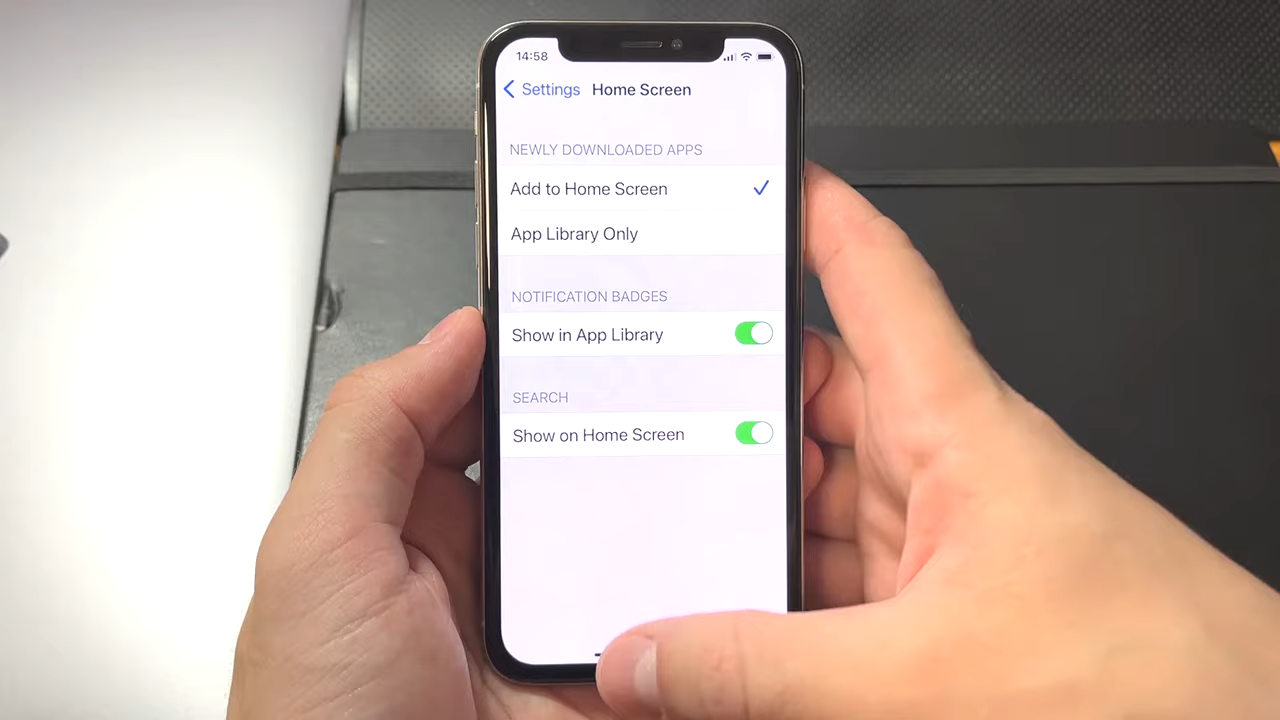 14:58
Settings Home Screen
NEWLY DOWNLOADED APPS
Add to Home Screen
App Library Only
NOTIFICATION BADGES
Show in App Library
SEARCH
Show on Home Screen